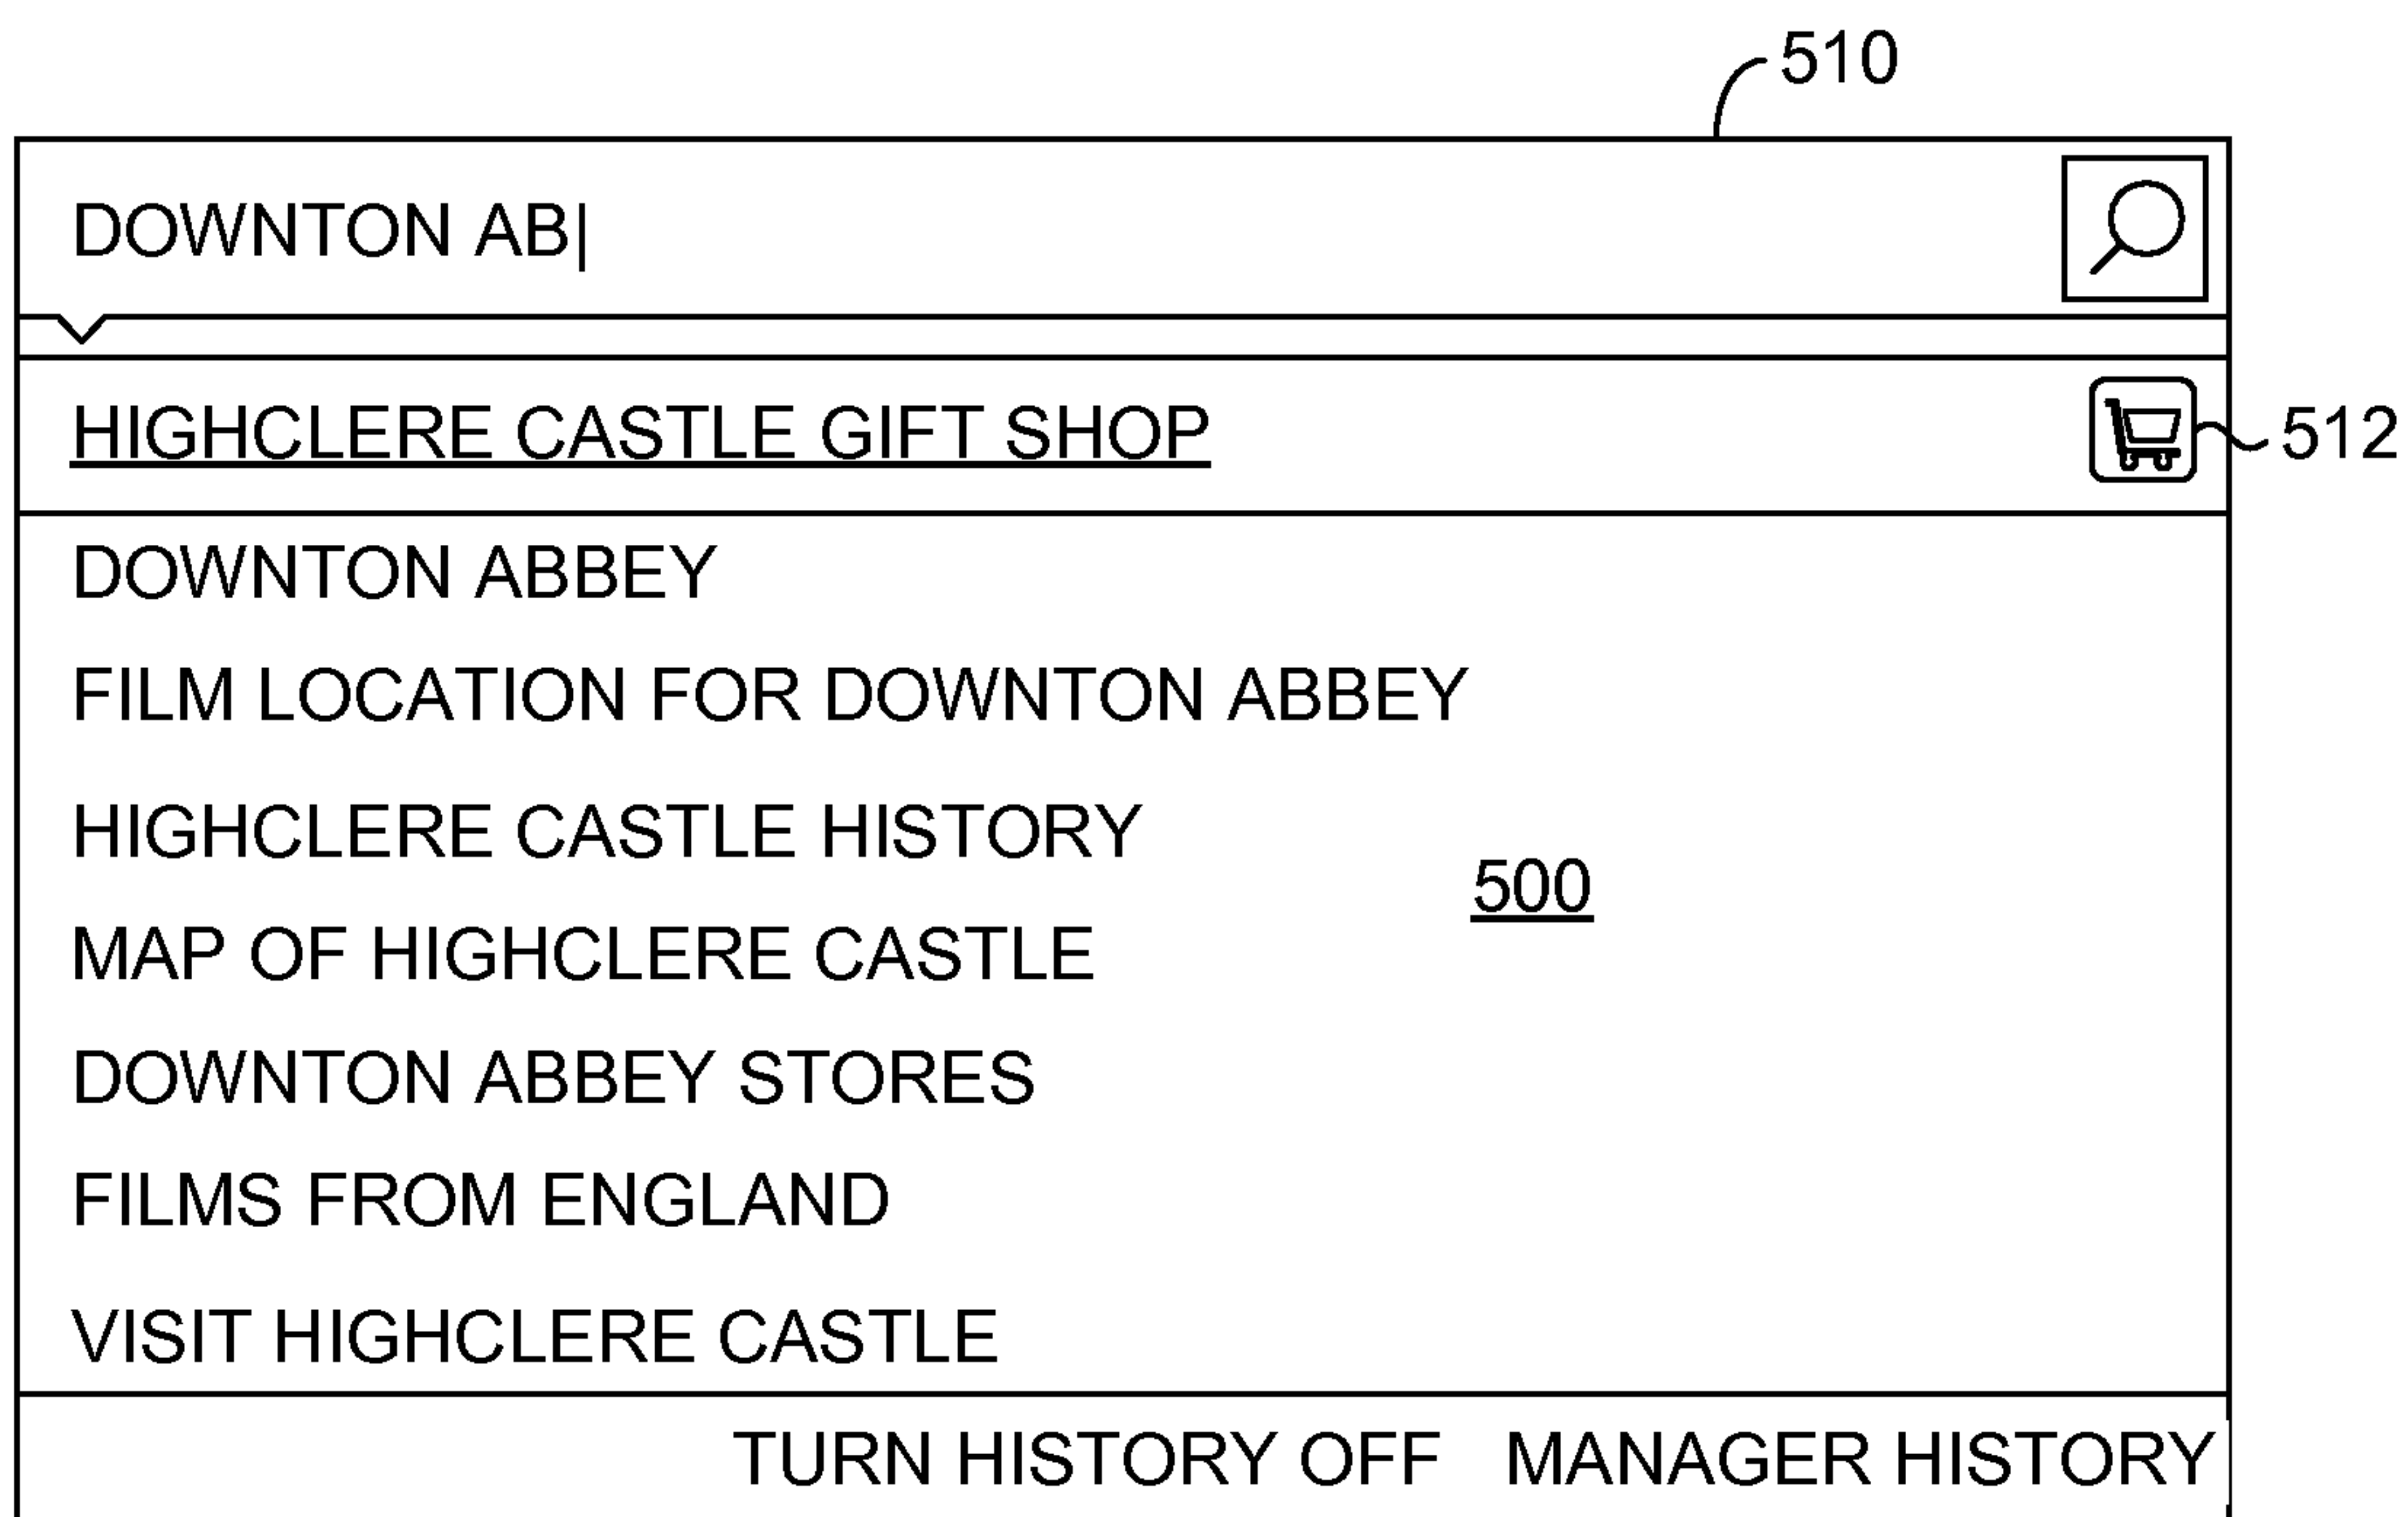 510
DOWNTON AB|
HIGHCLERE CASTLE GIFT SHOP
512
DOWNTON ABBEY
FILM LOCATION FOR DOWNTON ABBEY
HIGHCLERE CASTLE HISTORY
500
MAP OF HIGHCLERE CASTLE
DOWNTON ABBEY STORES
FILMS FROM ENGLAND
VISIT HIGHCLERE CASTLE
TURN HISTORY OFF MANAGER HISTORY